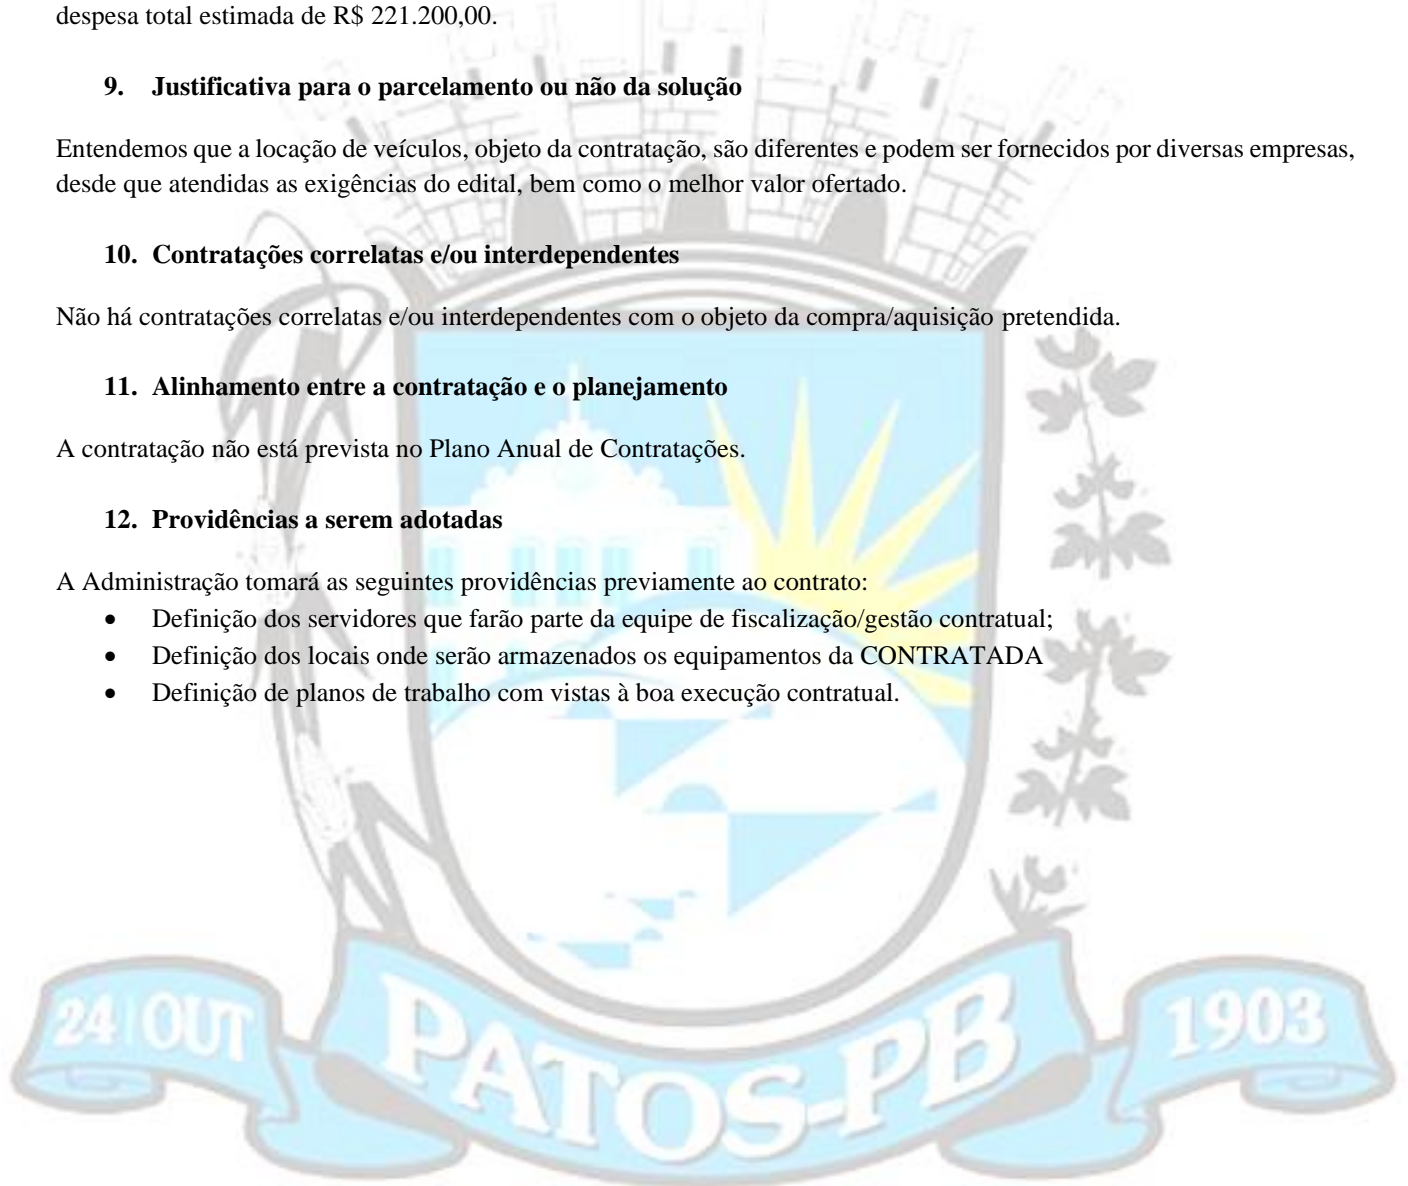 despesa total estimada de R$ 221.200,00.
9. Justificativa para o parcelamento ou não da solução
Entendemos que a locação de veículos, objeto da contratação, são diferentes e podem ser fornecidos por diversas empresas,
desde que atendidas as exigências do edital, bem como o melhor valor ofertado.
10. Contratações correlatas e/ou interdependentes
Não há contratações correlatas e/ou interdependentes com o objeto da compra/aquisição pretendida.
11. Alinhamento entre a contratação e o planejamento
A contratação não está prevista no Plano Anual de Contratações.
12. Providências a serem adotadas
A Administração tomará as seguintes providências previamente ao contrato:
• Definição dos servidores que farão parte da equipe de fiscalização/gestão contratual;
• Definição dos locais onde serão armazenados os equipamentos da CONTRATADA
• Definição de planos de trabalho com vistas à boa execução contratual.
24 | OUT
PATOS-PB
1903